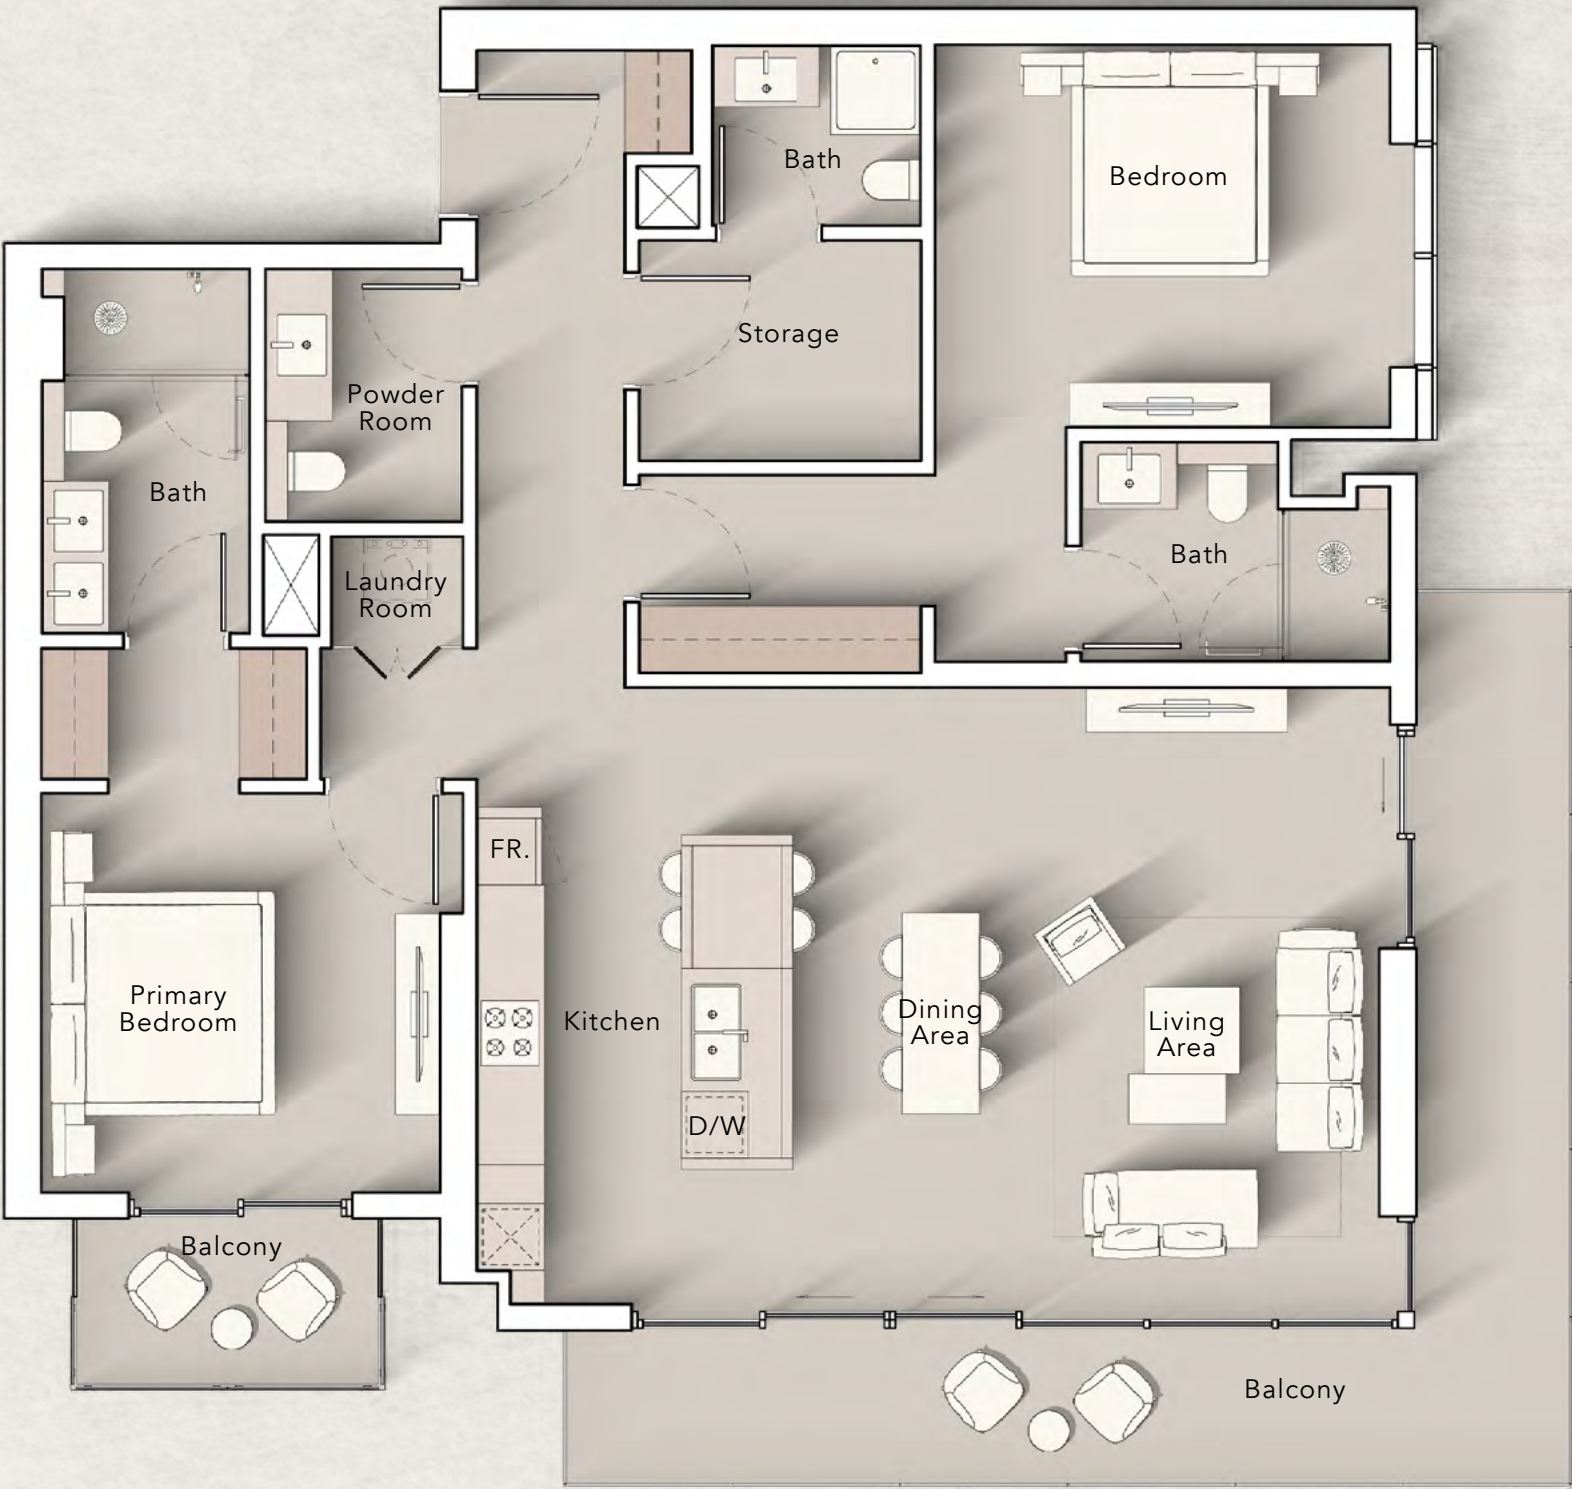 Bath
Bedroom
Storage
Powder
Room
Bath
Bath
Laundry
Room
FR.
Primary
Bedroom
Kitchen
Dining
Area
Living
Area
D/W
Balcony
Balcony